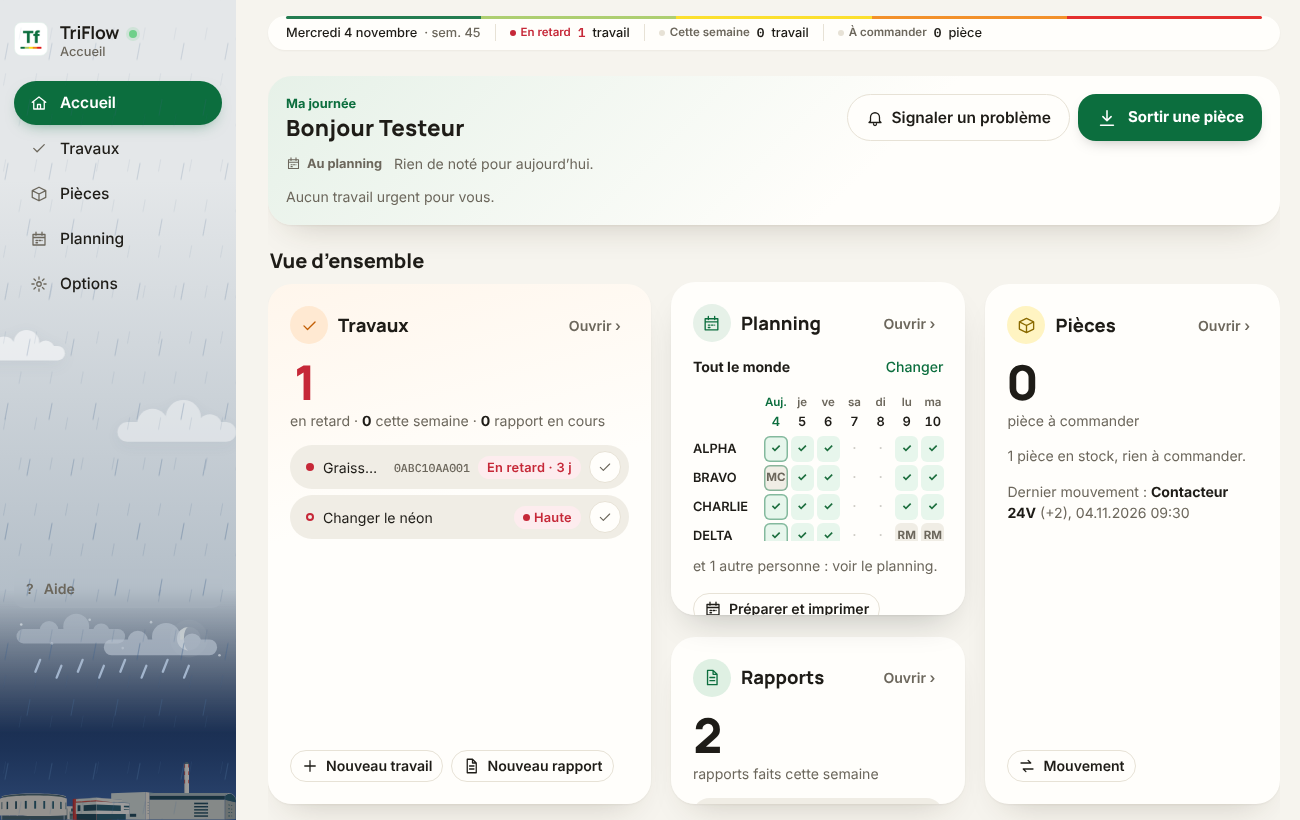 Tf TriFlow
Accueil
Accueil
Travaux
Pièces
Planning
Options
? Aide
Mercredi 4 novembre · sem. 45 En retard 1 travail Cette semaine 0 travail À commander 0 pièce
Ma journée
Bonjour Testeur
Signaler un problème
Sortir une pièce
Au planning Rien de noté pour aujourd’hui.
Aucun travail urgent pour vous.
Vue d’ensemble
Travaux Ouvrir ›
1
en retard · 0 cette semaine · 0 rapport en cours
Graiss... 0ABC10AA001 En retard · 3 j
Changer le néon Haute
Nouveau travail Nouveau rapport
Planning Ouvrir ›
Tout le monde Changer
Auj. je ve sa di lu ma
4 5 6 7 8 9 10
ALPHA
BRAVO MC
CHARLIE
DELTA RM RM
et 1 autre personne : voir le planning.
Préparer et imprimer
Rapports Ouvrir ›
2
rapports faits cette semaine
Pièces Ouvrir ›
0
pièce à commander
1 pièce en stock, rien à commander.
Dernier mouvement : Contacteur
24V (+2), 04.11.2026 09:30
Mouvement